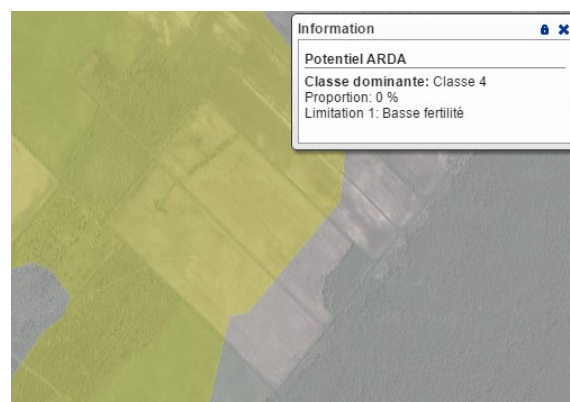 Information
Potentiel ARDA
Classe dominante: Classe 4
Proportion: 0 %
Limitation 1: Basse fertilité